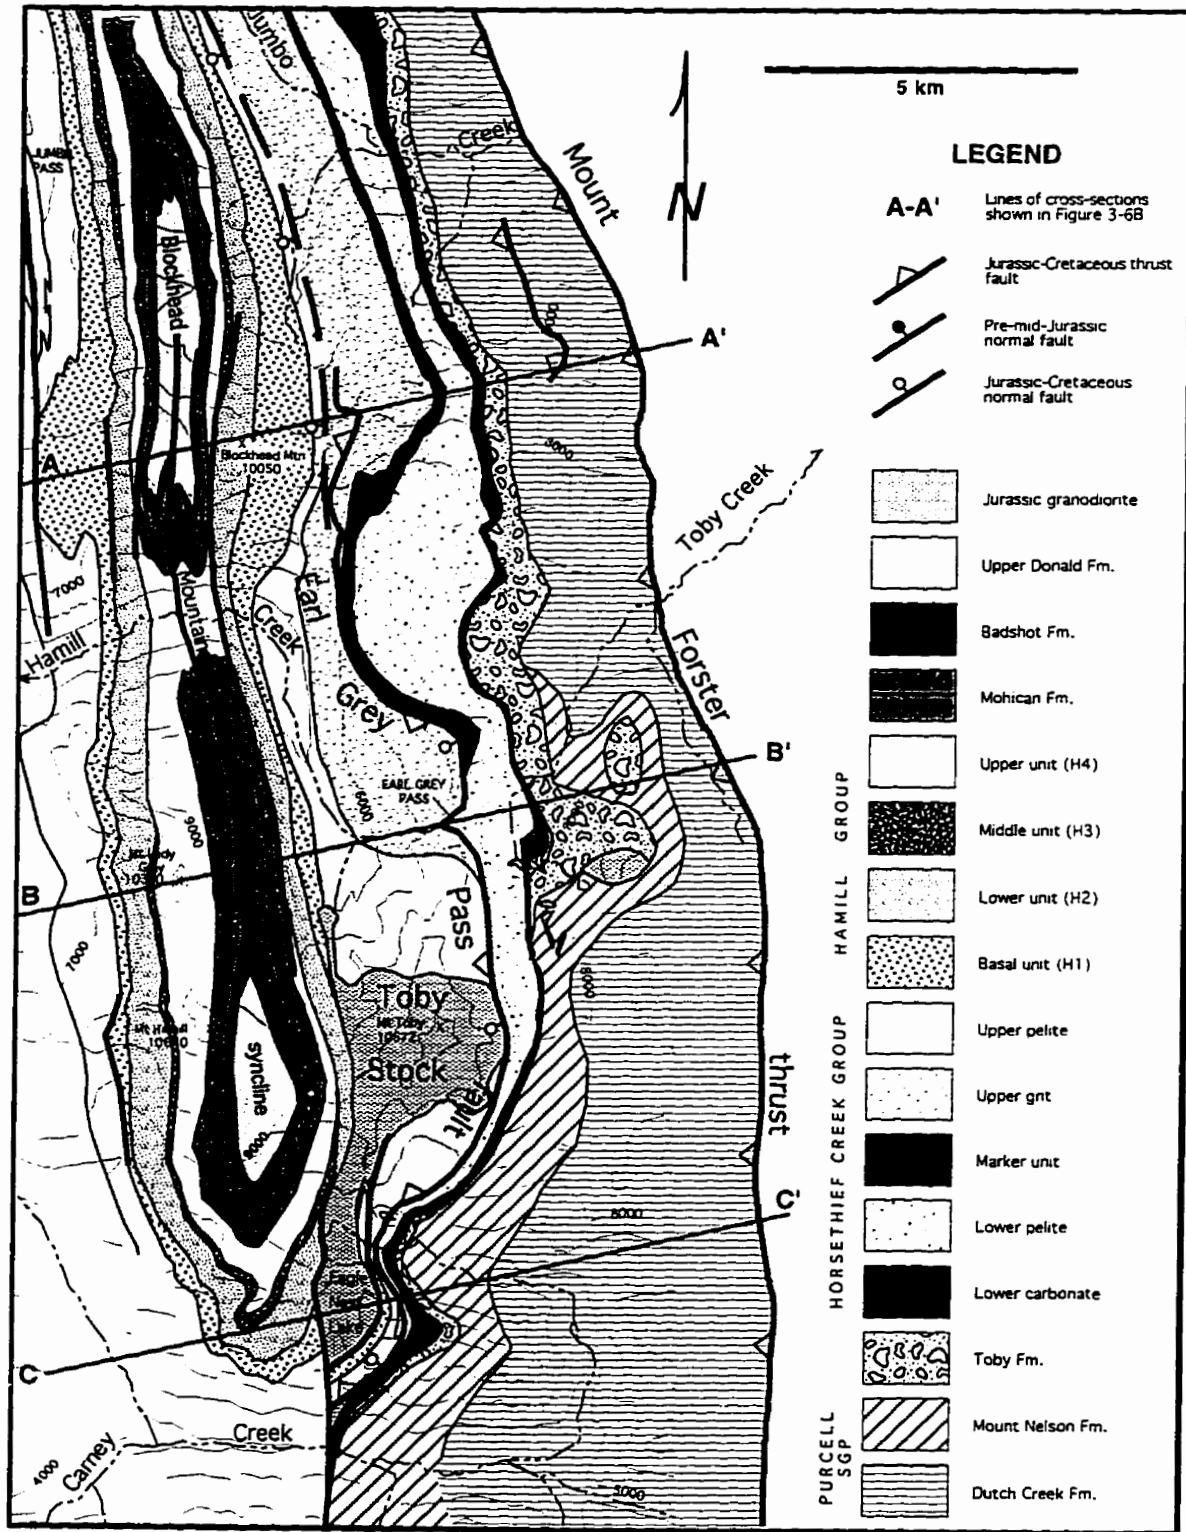 Jumbo
Creek
Mount
5 km
N
LEGEND
A-A'
Lines of cross-sections
shown in Figure 3-6B
Jurassic-Cretaceous thrust
fault
Pre-mid-Jurassic
normal fault
Jurassic-Cretaceous
normal fault
JUMBO
PASS
Blockhead
A'
A
Blockhead Mtn
10050
Toby Creek
7000
Mountain
Hamill
Earl
Creek
Grey
Forster
EARL GREY
PASS
6000
9000
B'
B
7000
Pass
Toby
Mt Toby
10672
Stock
Mt Hamill
syncline
fault
thrust
C'
6000
C
Creek
Carney
4000
5000
Jurassic granodiorite
Upper Donald Fm.
Badshot Fm.
Mohican Fm.
HAMILL GROUP
Upper unit (H4)
Middle unit (H3)
Lower unit (H2)
Basal unit (H1)
HORSETHIEF CREEK GROUP
Upper pelite
Upper grit
Marker unit
Lower pelite
Lower carbonate
Toby Fm.
PURCELL
SGP
Mount Nelson Fm.
Dutch Creek Fm.